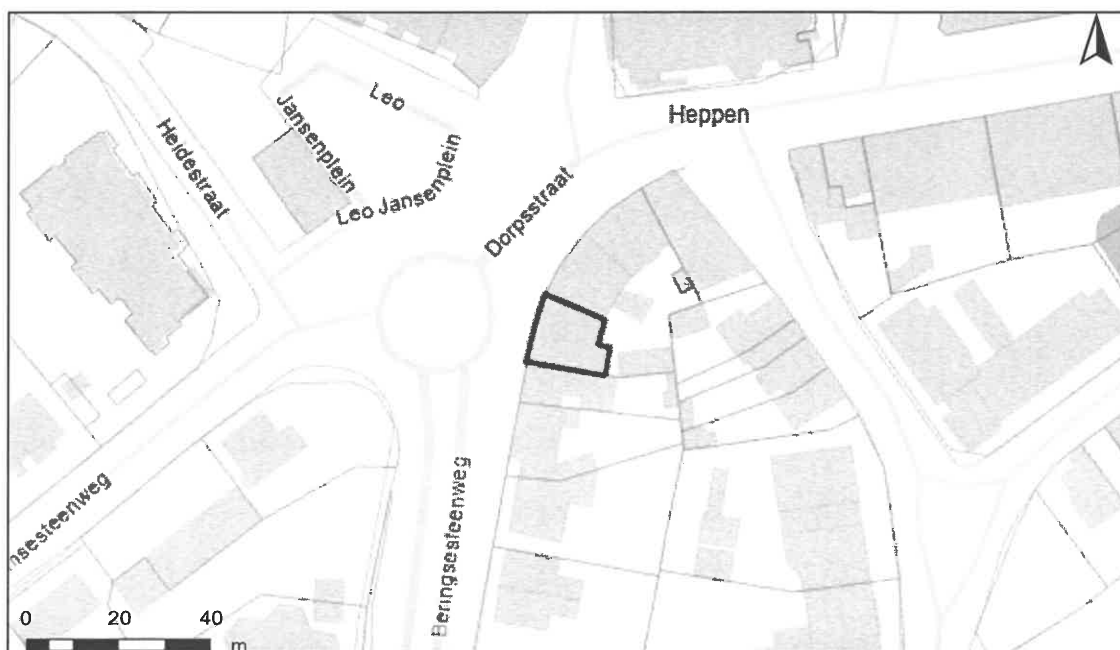 Leo
Jansenplein
Leo Jansenplein
Heidestraat
Heppen
Dorpsstraat
Beringsesteenweg
nsesteenweg
0 20 40
m